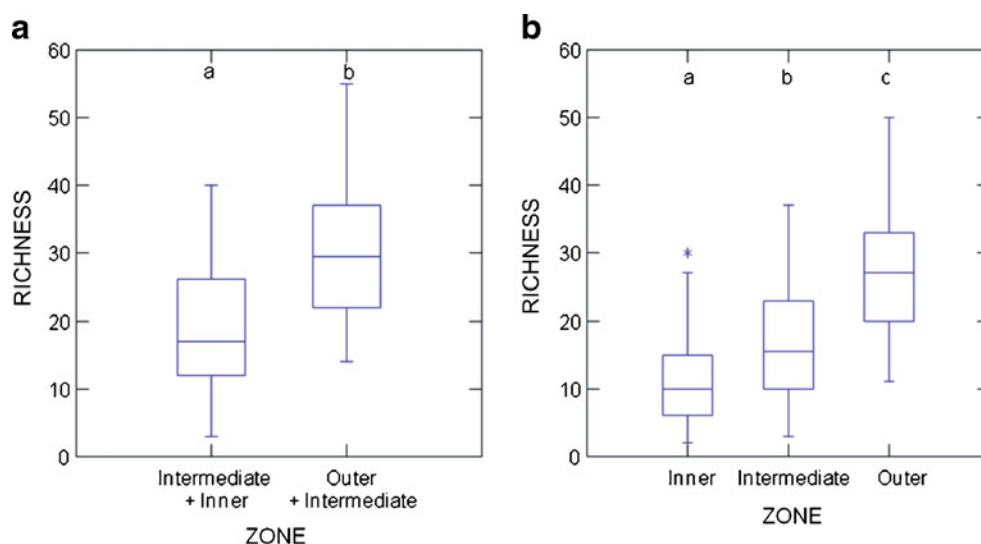 a
60
50
40
30
20
10
0
RICHNESS
a b
Intermediate + Inner
Outer + Intermediate
ZONE
b
60
50
40
30
20
10
0
RICHNESS
a b c
*
Inner Intermediate Outer
ZONE